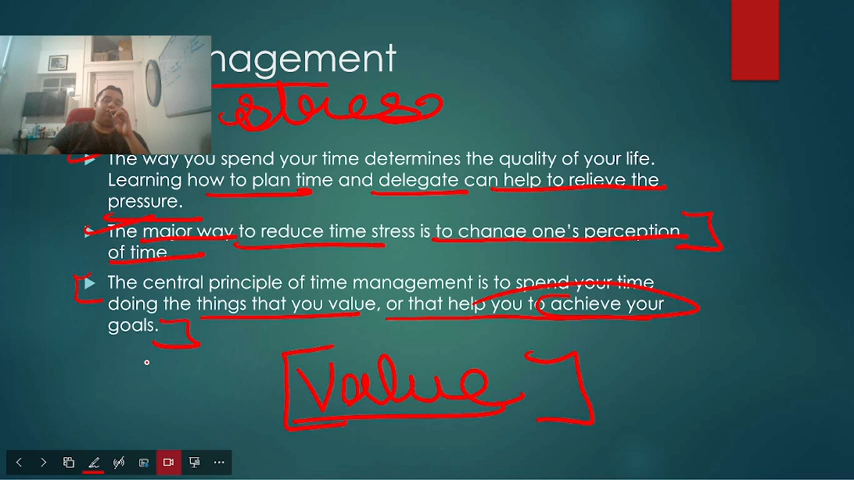 nagement
stress
The way you spend your time determines the quality of your life.
Learning how to plan time and delegate can help to relieve the
pressure.
The major way to reduce time stress is to change one's perception
of time
The central principle of time management is to spend your time
doing the things that you value, or that help you to achieve your
goals.
[Value]